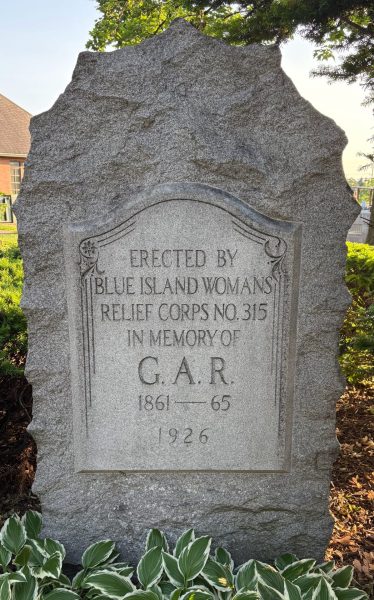 ERECTED BY
BLUE ISLAND WOMANS
RELIEF CORPS NO. 315
IN MEMORY OF
G. A. R.
1861 — 65
1926